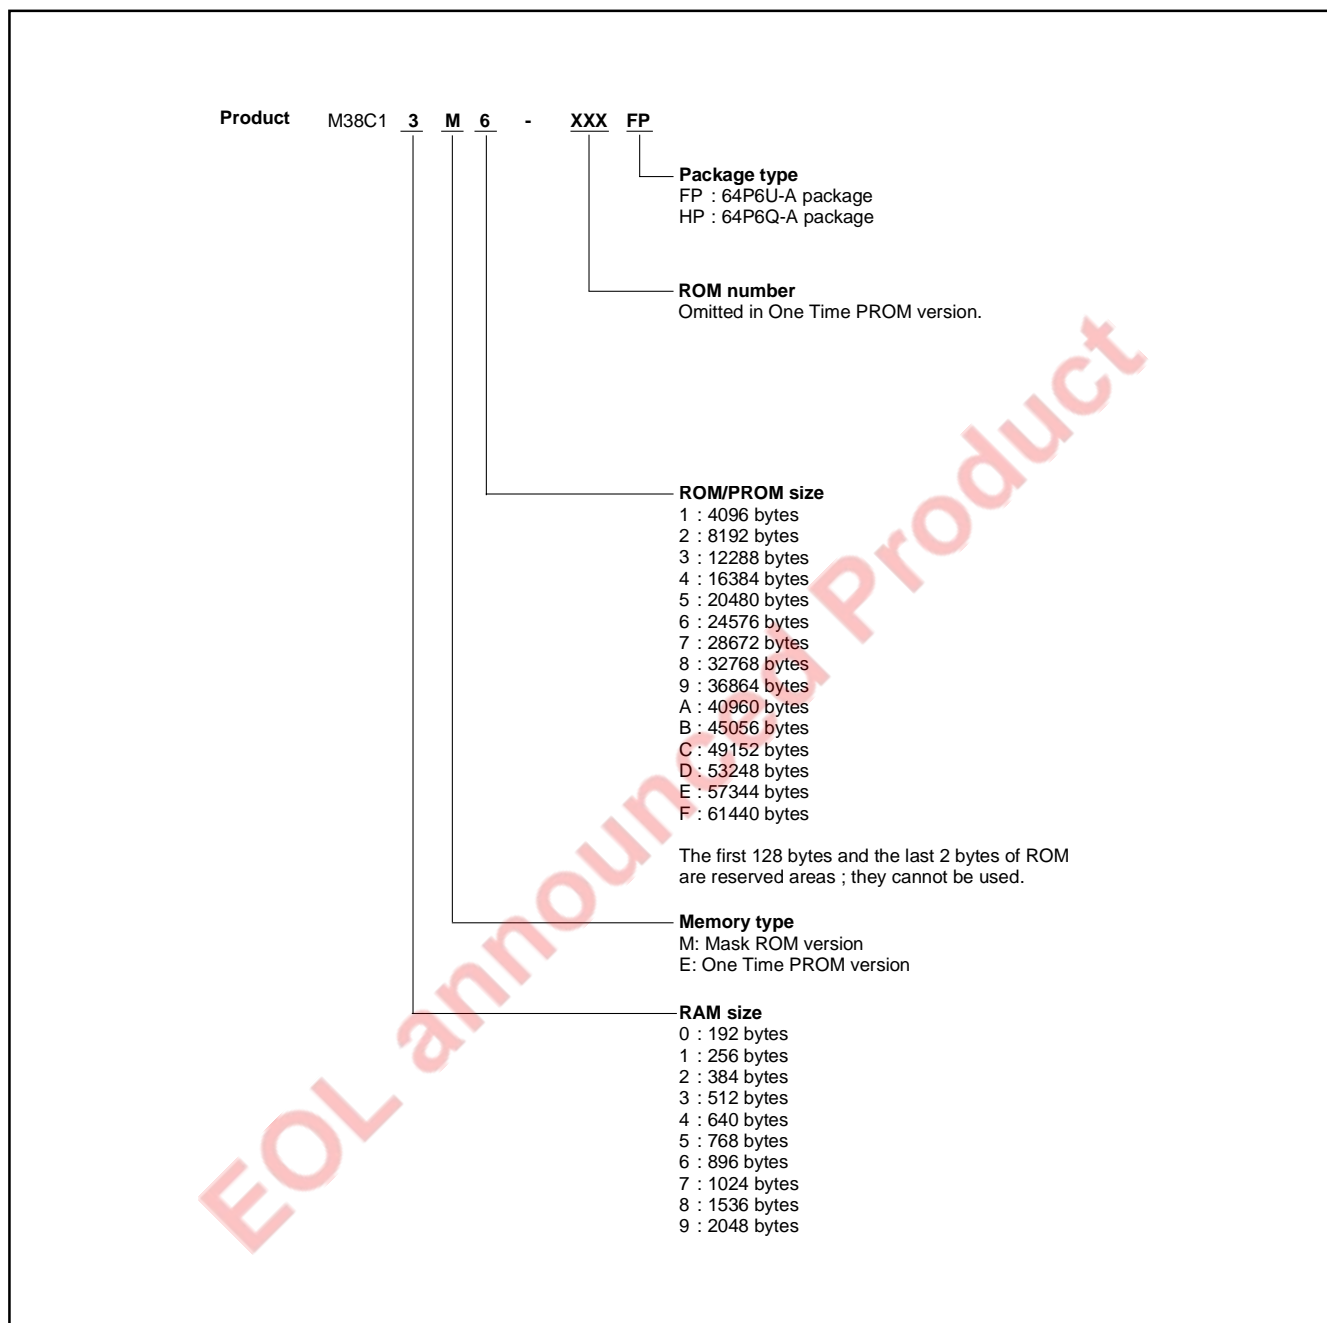 Product M38C1 3 M 6 - XXX FP
Package type
FP : 64P6U-A package
HP : 64P6Q-A package
ROM number
Omitted in One Time PROM version.
ROM/PROM size
1 : 4096 bytes
2 : 8192 bytes
3 : 12288 bytes
4 : 16384 bytes
5 : 20480 bytes
6 : 24576 bytes
7 : 28672 bytes
8 : 32768 bytes
9 : 36864 bytes
A : 40960 bytes
B : 45056 bytes
C : 49152 bytes
D : 53248 bytes
E : 57344 bytes
F : 61440 bytes
The first 128 bytes and the last 2 bytes of ROM
are reserved areas ; they cannot be used.
Memory type
M: Mask ROM version
E: One Time PROM version
RAM size
0 : 192 bytes
1 : 256 bytes
2 : 384 bytes
3 : 512 bytes
4 : 640 bytes
5 : 768 bytes
6 : 896 bytes
7 : 1024 bytes
8 : 1536 bytes
9 : 2048 bytes
EOL announced Product